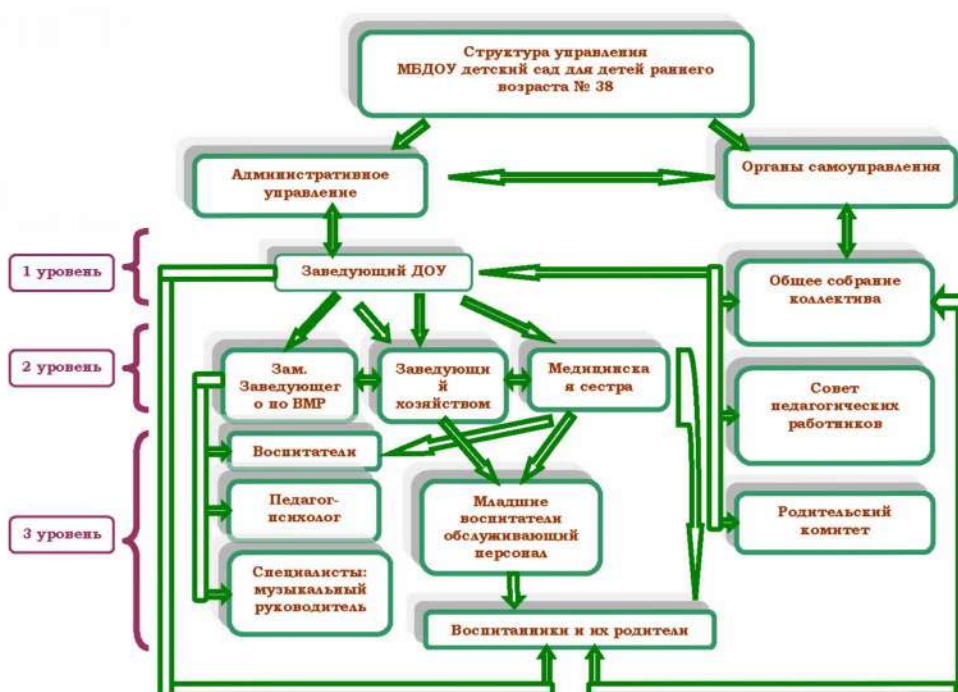 Структура управления
МБДОУ детский сад для детей раннего
возраста № 38
Административное
управление
Органы самоуправления
1 уровень
Заведующий ДОУ
Общее собрание
коллектива
2 уровень
Зам.
Заведующег
о по ВМР
Заведующи
й
хозяйством
Медицинска
я сестра
Совет
педагогических
работников
3 уровень
Воспитатели
Педагог-
психолог
Специалисты:
музыкальный
руководитель
Младшие
воспитатели
обслуживающий
персонал
Родительский
комитет
Воспитанники и их родители